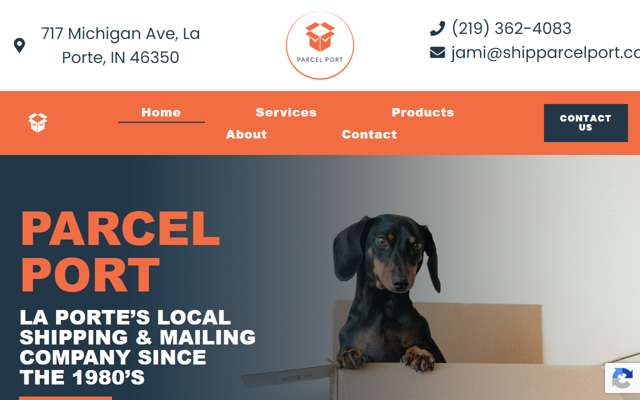 717 Michigan Ave, La
Porte, IN 46350
PARCEL PORT
(219) 362-4083
jami@shipparcelport.co
Home
Services
Products
About
Contact
CONTACT
US
PARCEL
PORT
LA PORTE’S LOCAL
SHIPPING & MAILING
COMPANY SINCE
THE 1980’S